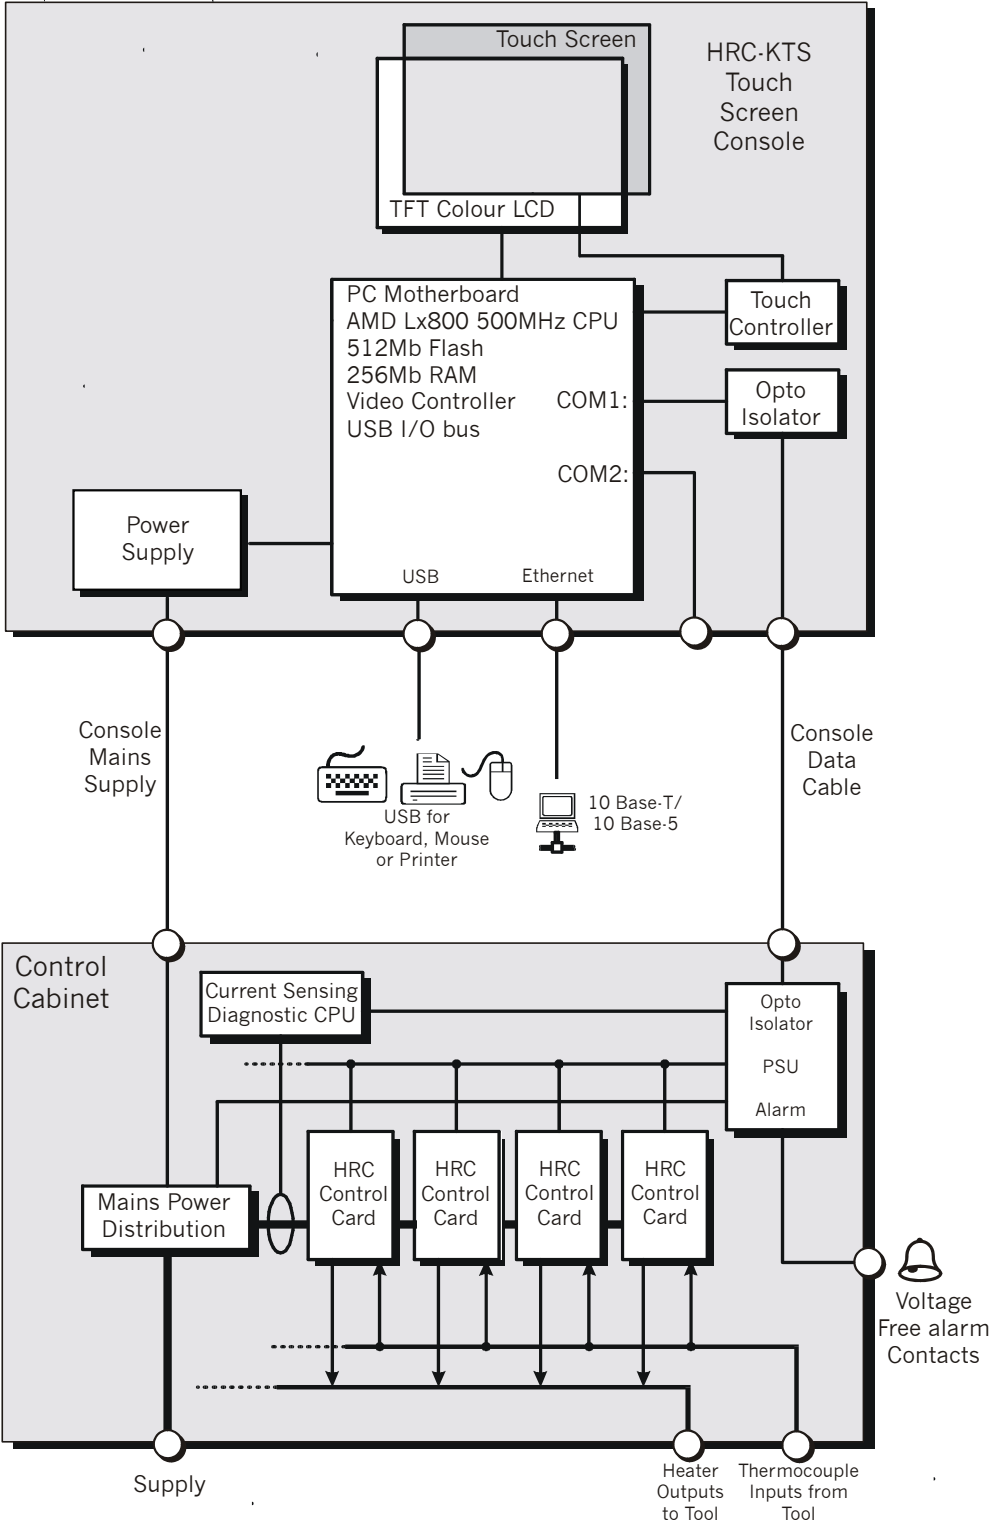 Touch Screen
HRC-KTS
Touch
Screen
Console
TFT Colour LCD
PC Motherboard
AMD Lx800 500MHz CPU
512Mb Flash
256Mb RAM
Video Controller
USB I/O bus
COM1:
COM2:
USB
Ethernet
Touch
Controller
Opto
Isolator
Power
Supply
Console
Mains
Supply
USB for
Keyboard, Mouse
or Printer
10 Base-T/
10 Base-5
Console
Data
Cable
Control
Cabinet
Current Sensing
Diagnostic CPU
Opto
Isolator
PSU
Alarm
Mains Power
Distribution
HRC
Control
Card
HRC
Control
Card
HRC
Control
Card
HRC
Control
Card
Voltage
Free alarm
Contacts
Supply
Heater
Outputs
to Tool
Thermocouple
Inputs from
Tool